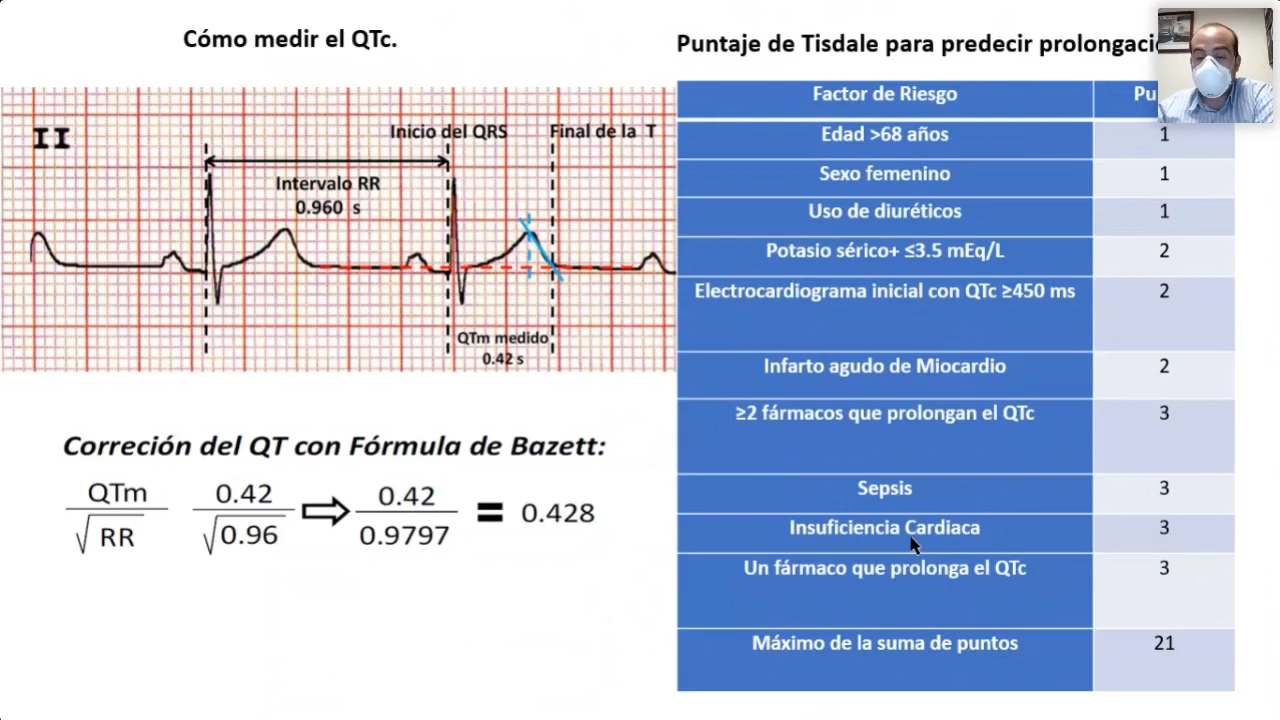 Cómo medir el QTc.
II
Inicio del QRS
Final de la T
Intervalo RR
0.960 s
QTm medido
0.42 s
Correción del QT con Fórmula de Bazett:
QTm 0.42 0.42
√RR √0.96 ⇨ 0.9797 = 0.428
Puntaje de Tisdale para predecir
Factor de Riesgo
Edad >68 años 1
Sexo femenino 1
Uso de diuréticos 1
Potasio sérico+ ≤3.5 mEq/L 2
Electrocardiograma inicial con QTc ≥450 ms 2
Infarto agudo de Miocardio 2
≥2 fármacos que prolongan el QTc 3
Sepsis 3
Insuficiencia Cardiaca 3
Un fármaco que prolonga el QTc 3
Máximo de la suma de puntos 21